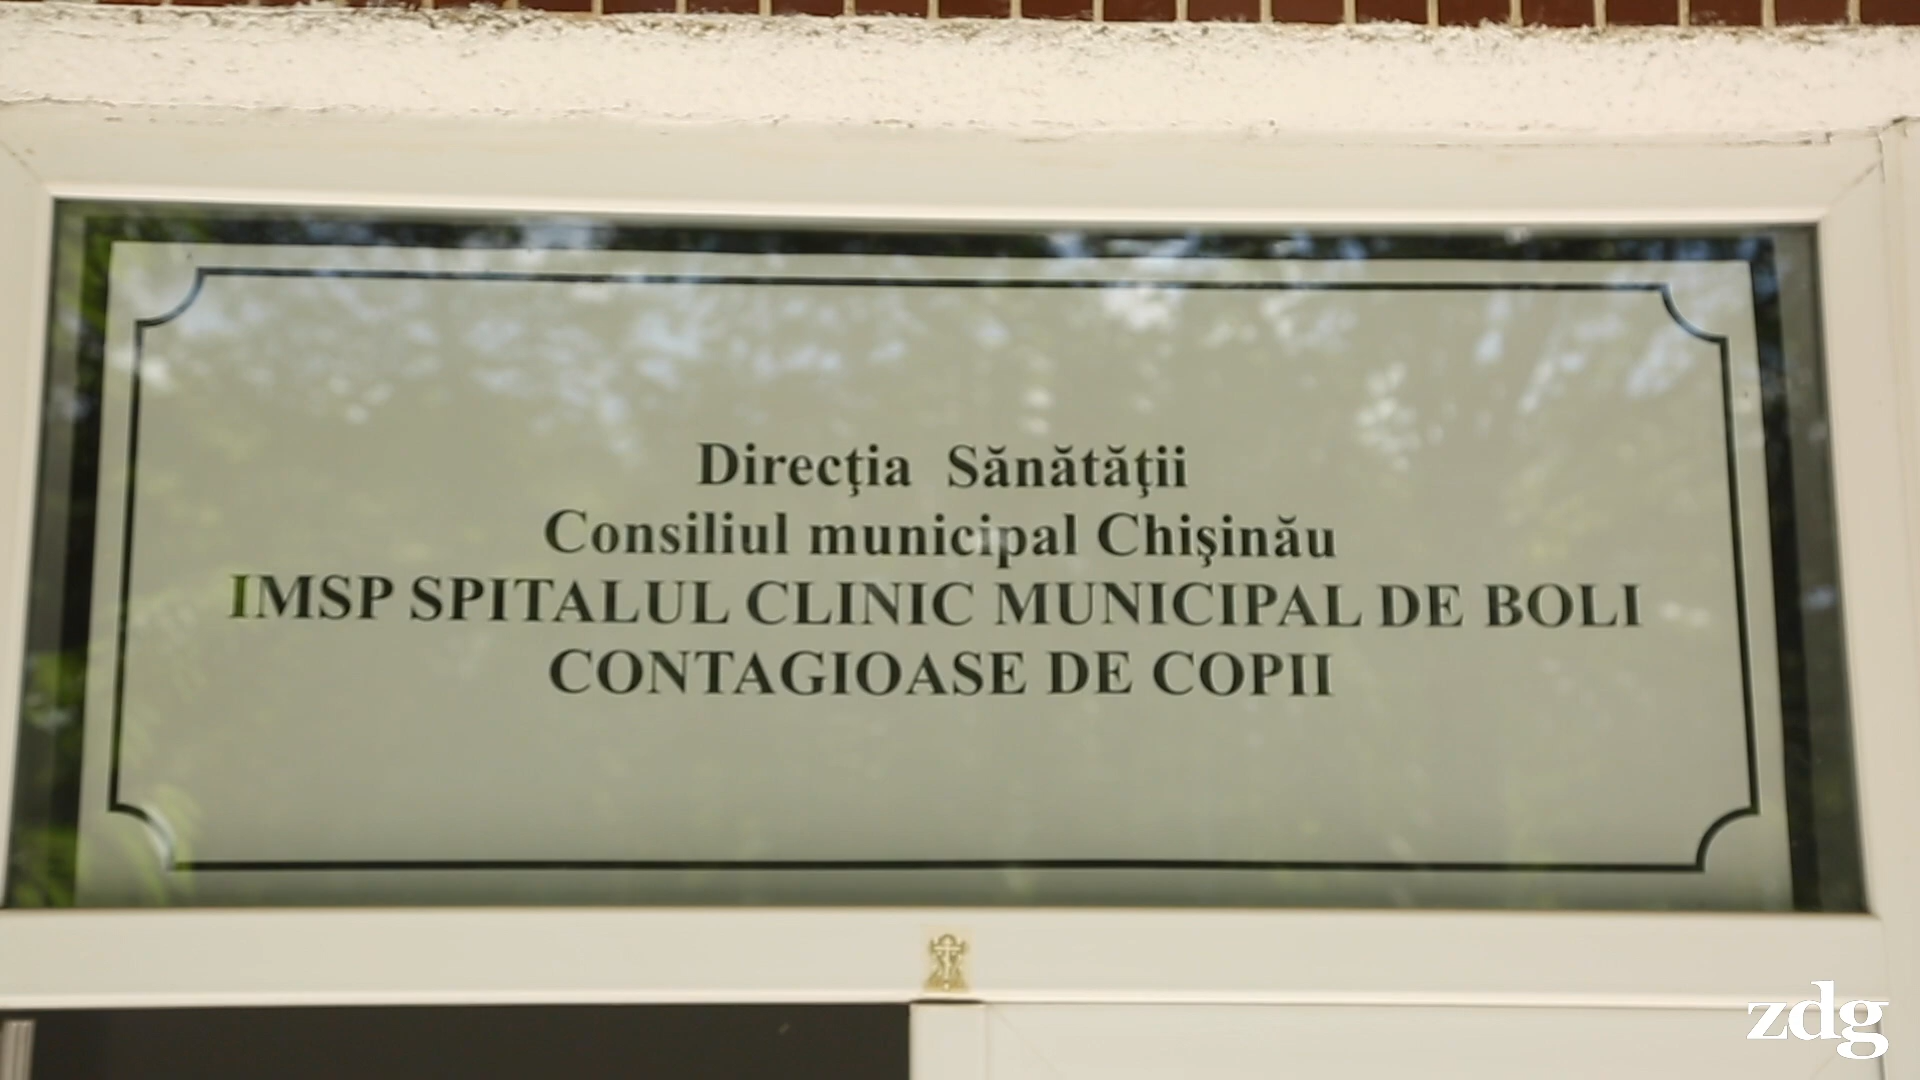 Direcţia Sănătăţii
Consiliul municipal Chişinău
IMSP SPITALUL CLINIC MUNICIPAL DE BOLI
CONTAGIOASE DE COPII
zdg